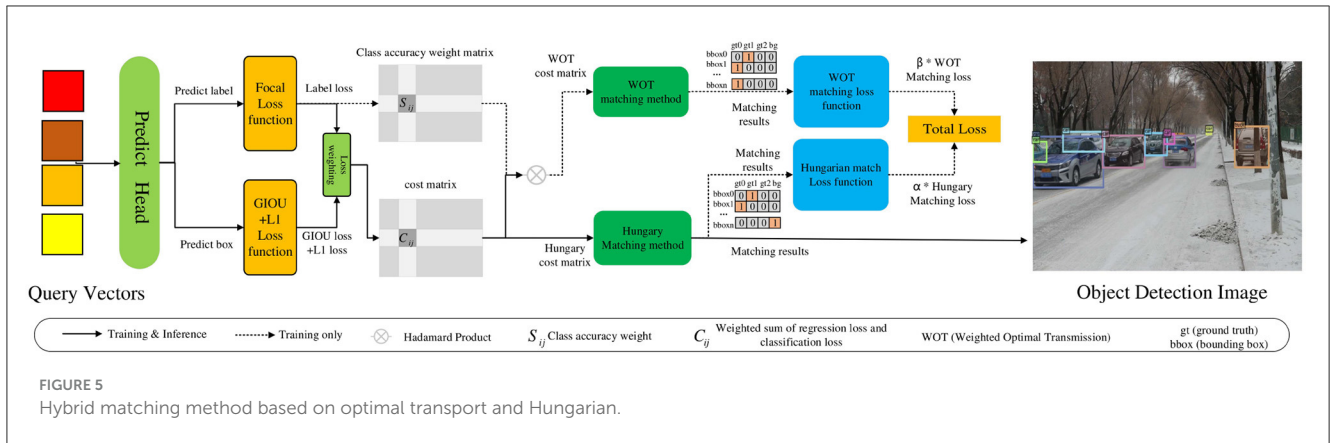 Query Vectors
Predict Head
Predict label
Predict box
Focal
Loss
function
GIOU
+L1
Loss
function
Label loss
GIOU loss
+L1 loss
Loss
weighting
Class accuracy weight matrix
S ij
cost matrix
C ij
WOT
cost matrix
Hungary
cost matrix
WOT
matching method
Hungary
Matching method
gt0 gt1 gt2 bg
bbox0 0 1 0 0
bbox1 1 0 0 0
...
bboxn 1 0 0 0
Matching
results
Matching
results
gt0 gt1 gt2 bg
bbox0 0 1 0 0
bbox1 1 0 0 0
...
bboxn 0 0 0 1
Matching results
WOT
matching loss
function
Hungarian match
Loss function
β * WOT
Matching loss
Total Loss
α * Hungary
Matching loss
Object Detection Image
Training & Inference
Training only
Hadamard Product
S ij Class accuracy weight
C ij Weighted sum of regression loss and
classification loss
WOT (Weighted Optimal Transmission)
gt (ground truth)
bbox (bounding box)
FIGURE 5
Hybrid matching method based on optimal transport and Hungarian.